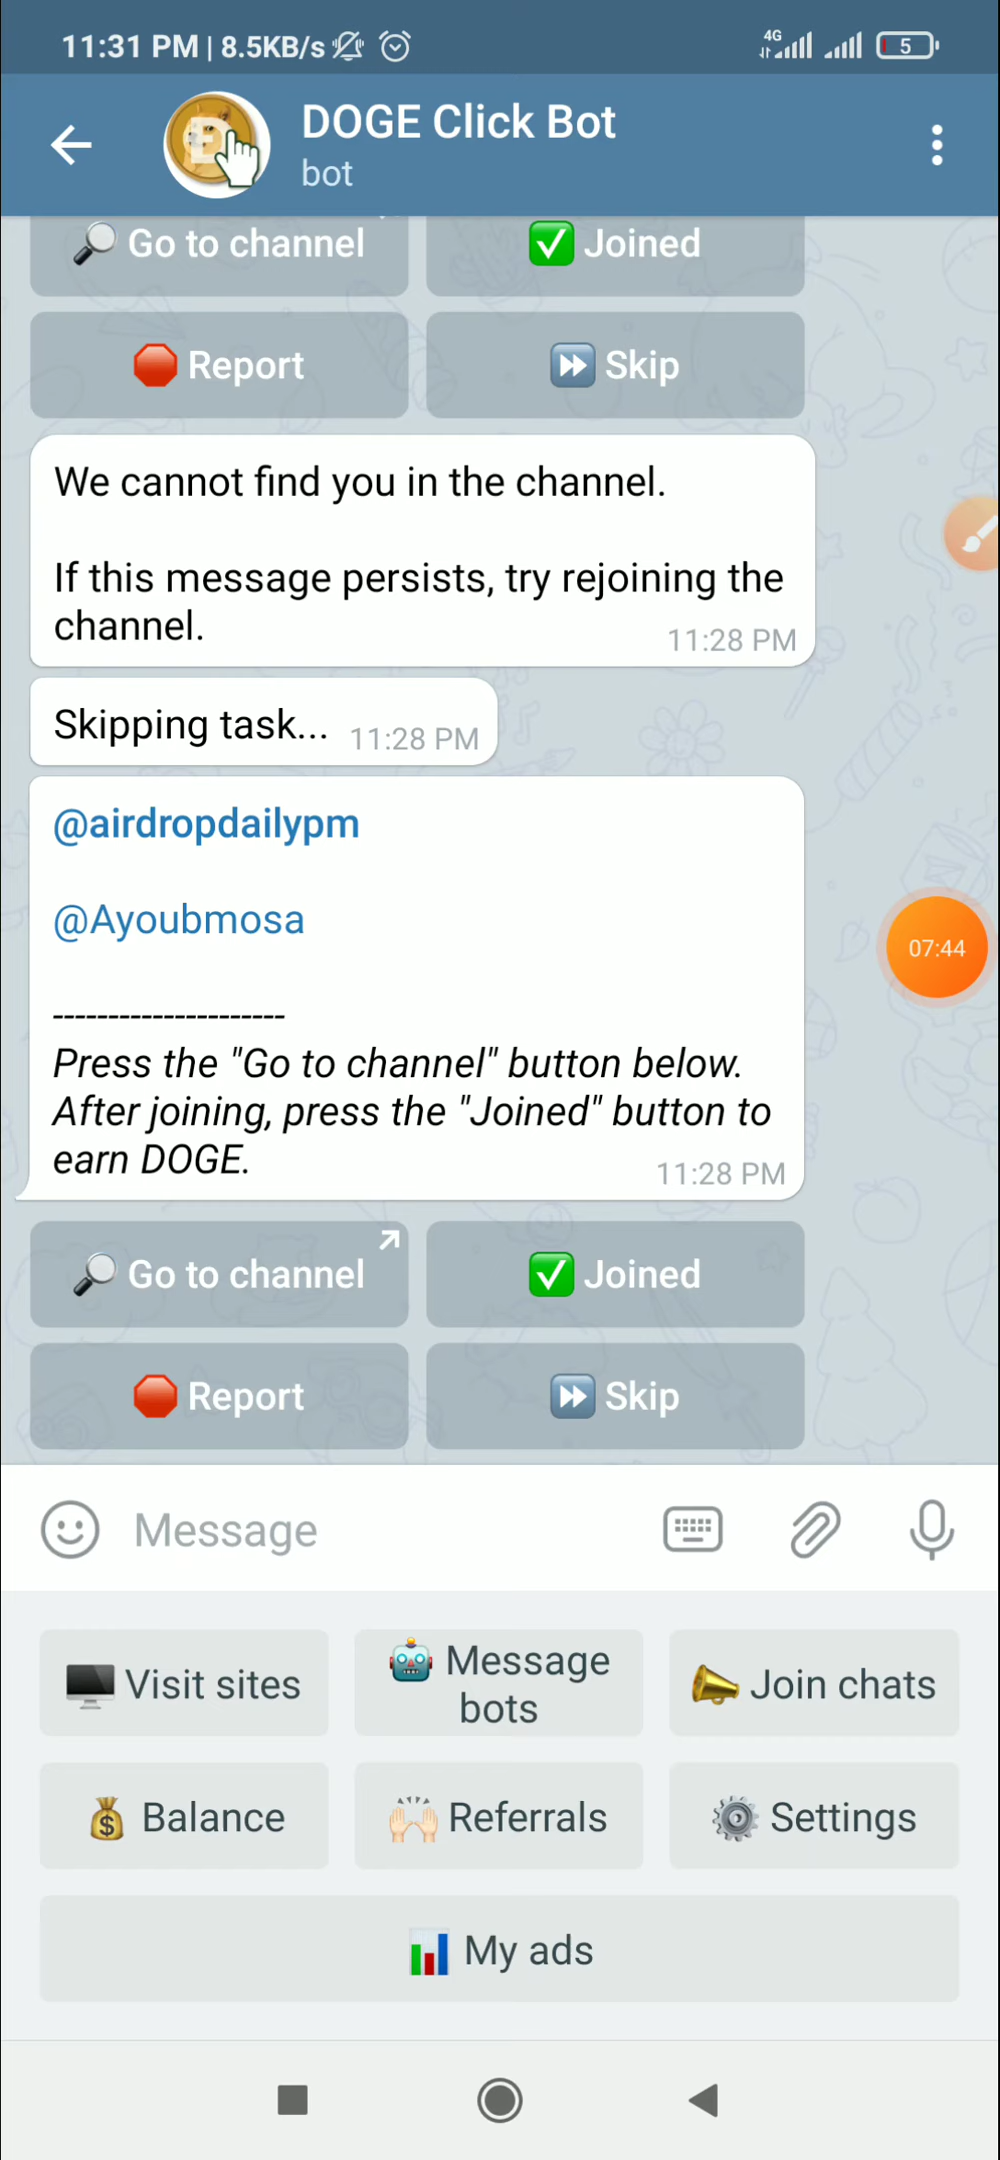 11:31 PM | 8.5KB/s
4G
5
DOGE Click Bot
bot
Go to channel
Joined
Report
Skip
We cannot find you in the channel.
If this message persists, try rejoining the
channel.
11:28 PM
Skipping task...
11:28 PM
@airdropdailypm
@Ayoubmosa
---------------------
Press the "Go to channel" button below.
After joining, press the "Joined" button to
earn DOGE.
11:28 PM
07:44
Go to channel
Joined
Report
Skip
Message
Visit sites
Message
bots
Join chats
Balance
Referrals
Settings
My ads